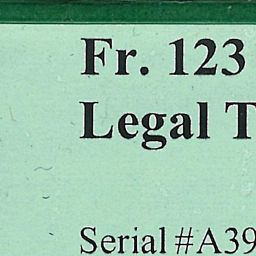 Fr. 123
Legal T
Serial #A39